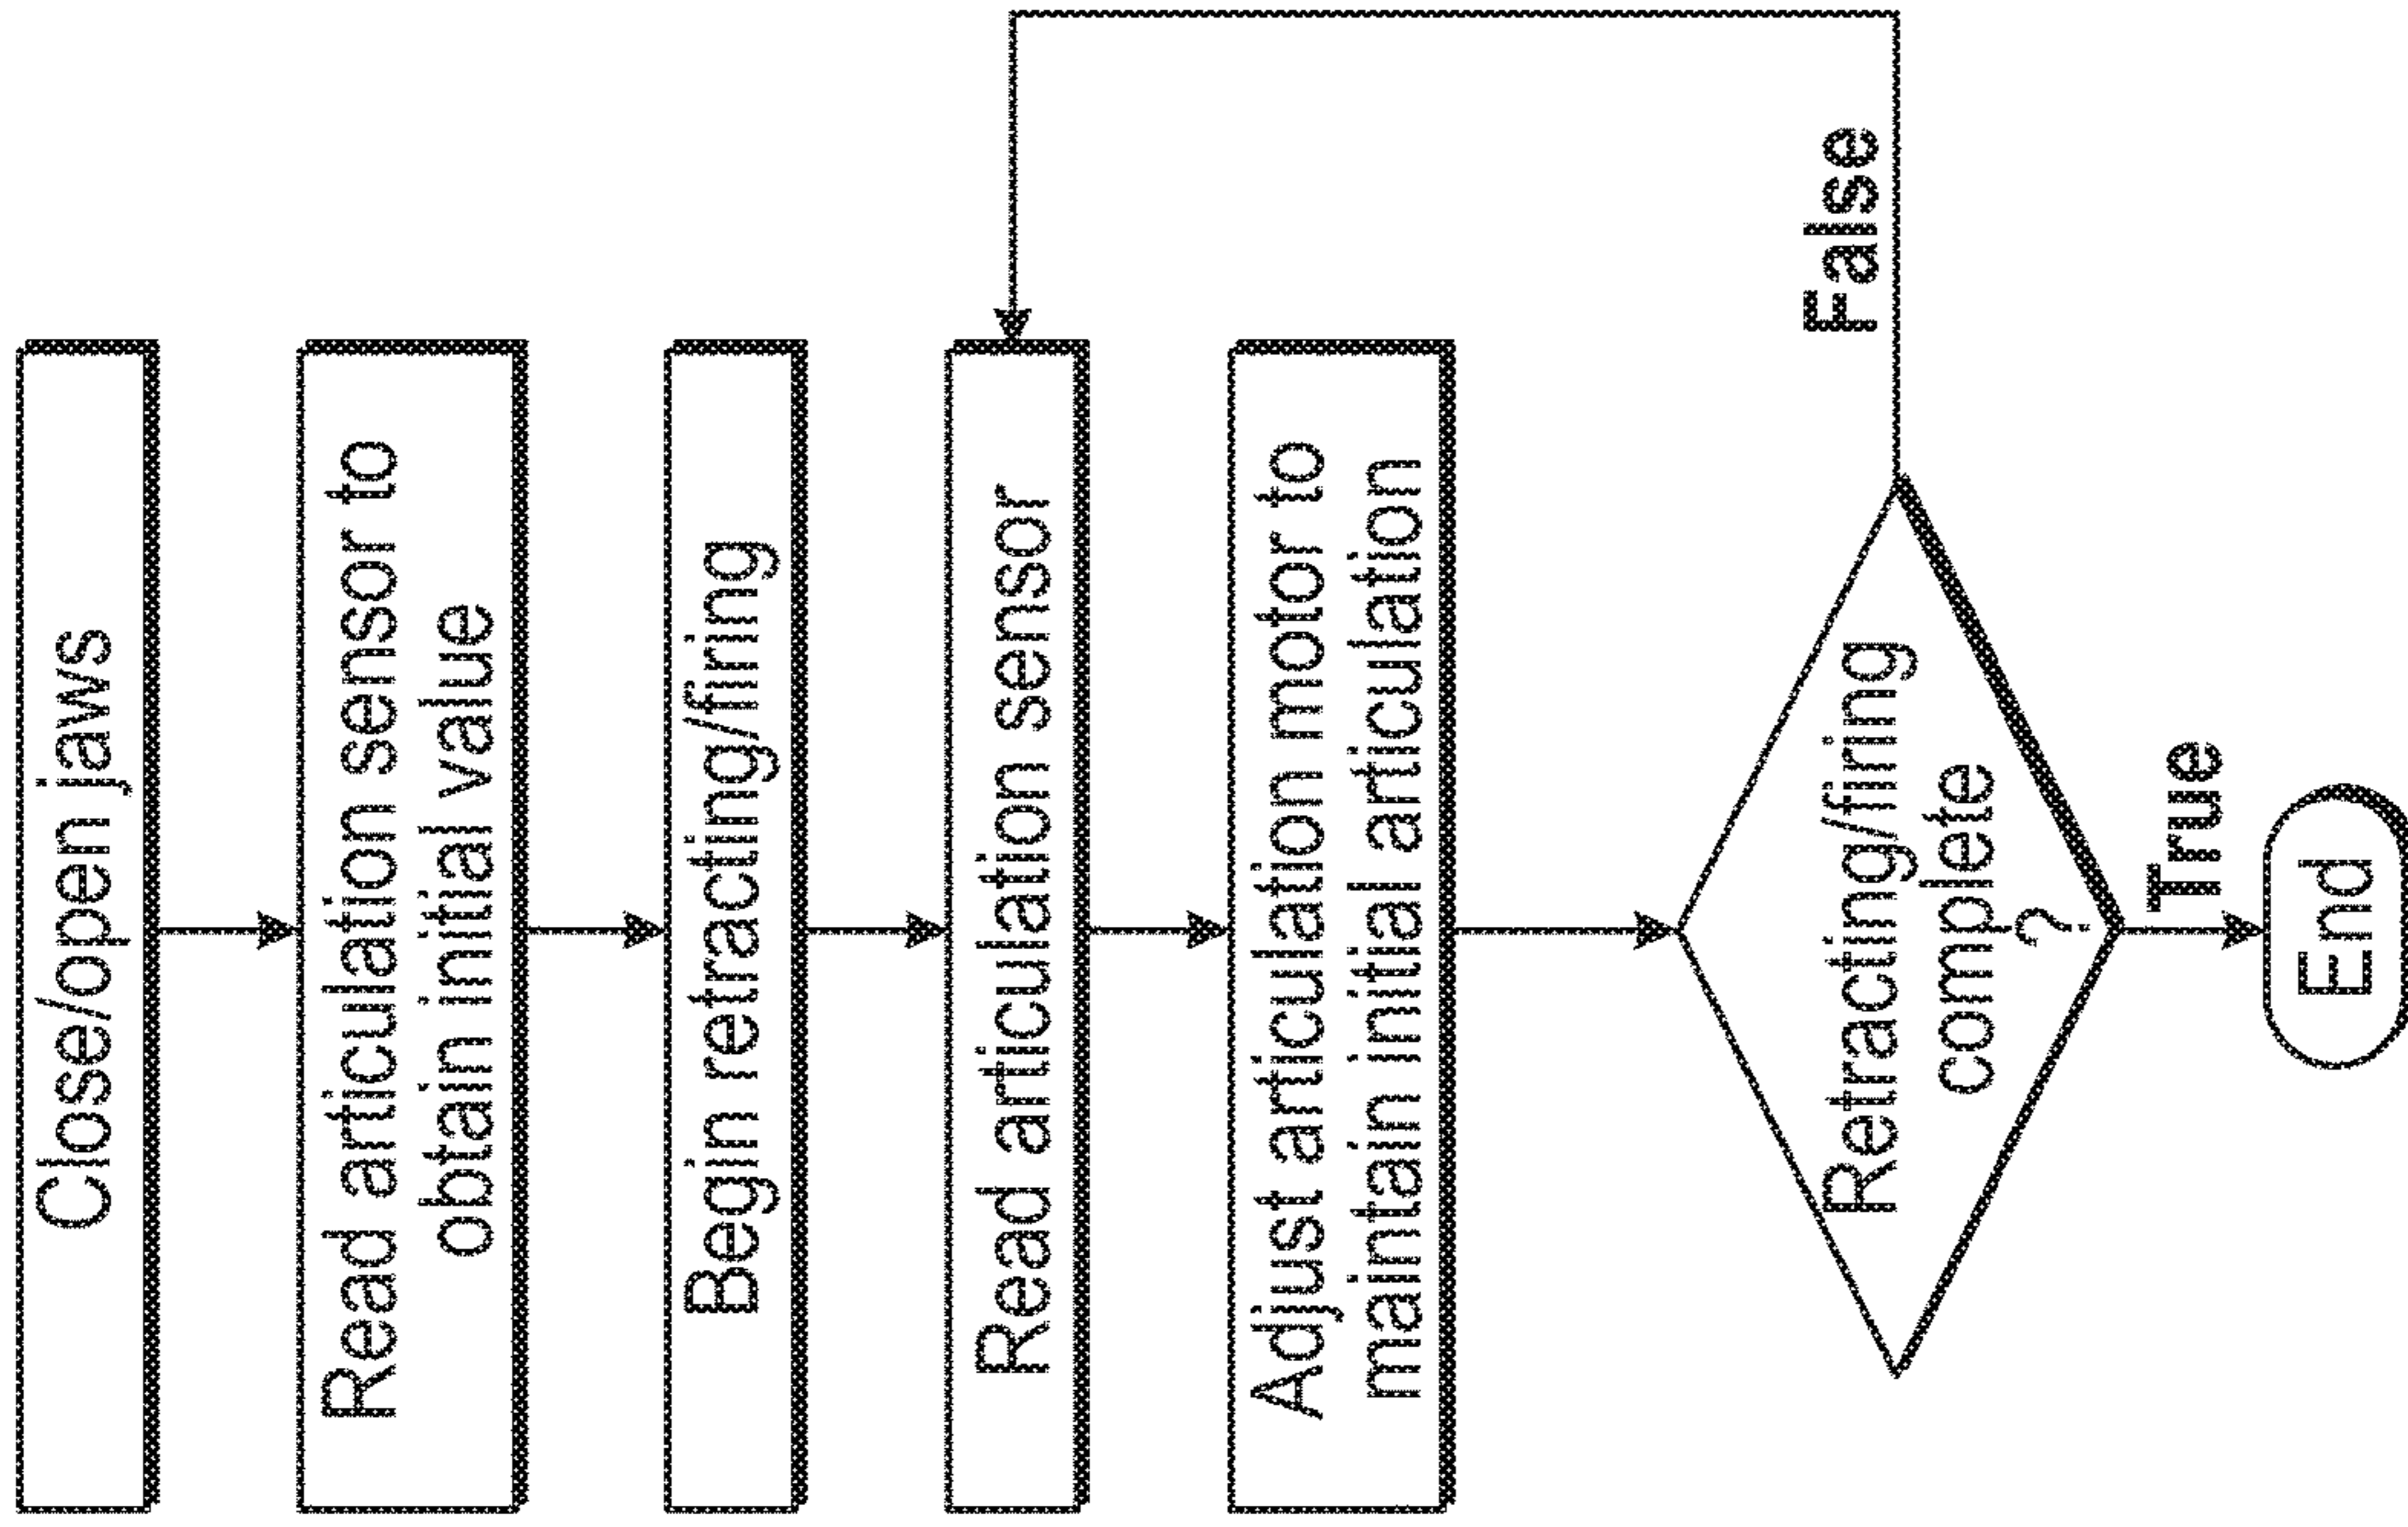 Close/open jaws
Read articulation sensor to
obtain initial value
Begin retracting/firing
Read articulation sensor
Adjust articulation motor to
maintain initial articulation
Retracting/firing
complete
?
False
True
End